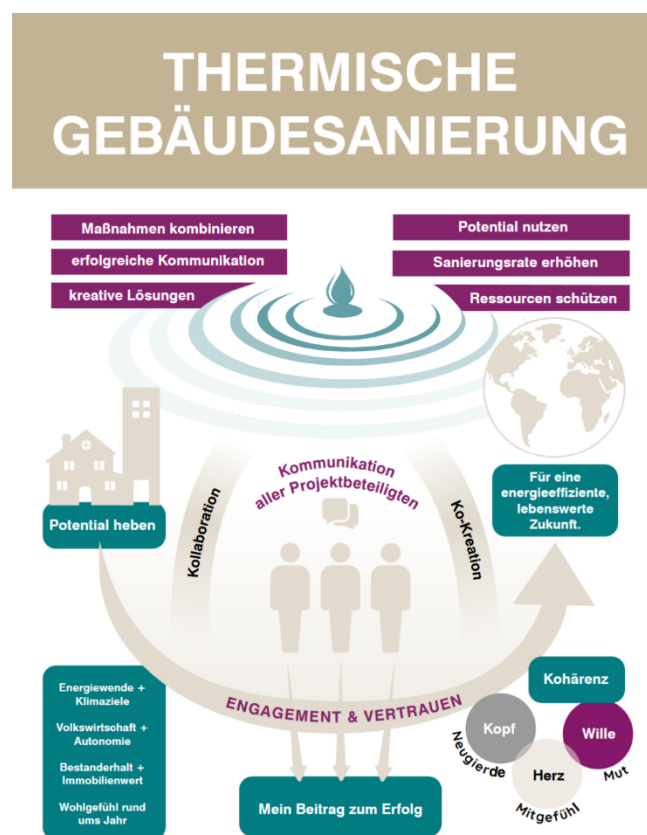 THERMISCHE
GEBÄUDESANIERUNG
Maßnahmen kombinieren
erfolgreiche Kommunikation
kreative Lösungen
Potential nutzen
Sanierungsrate erhöhen
Ressourcen schützen
Potential heben
Kollaboration
Kommunikation
aller Projektbeteiligten
Ko-Kreation
Für eine
energieeffiziente,
lebenswerte
Zukunft.
ENGAGEMENT & VERTRAUEN
Energiewende +
Klimaziele
Volkswirtschaft +
Autonomie
Bestanderhalt +
Immobilienwert
Wohlgefühl rund
ums Jahr
Mein Beitrag zum Erfolg
Kohärenz
Kopf
Neugierde
Herz
Mitgefühl
Wille
Mut